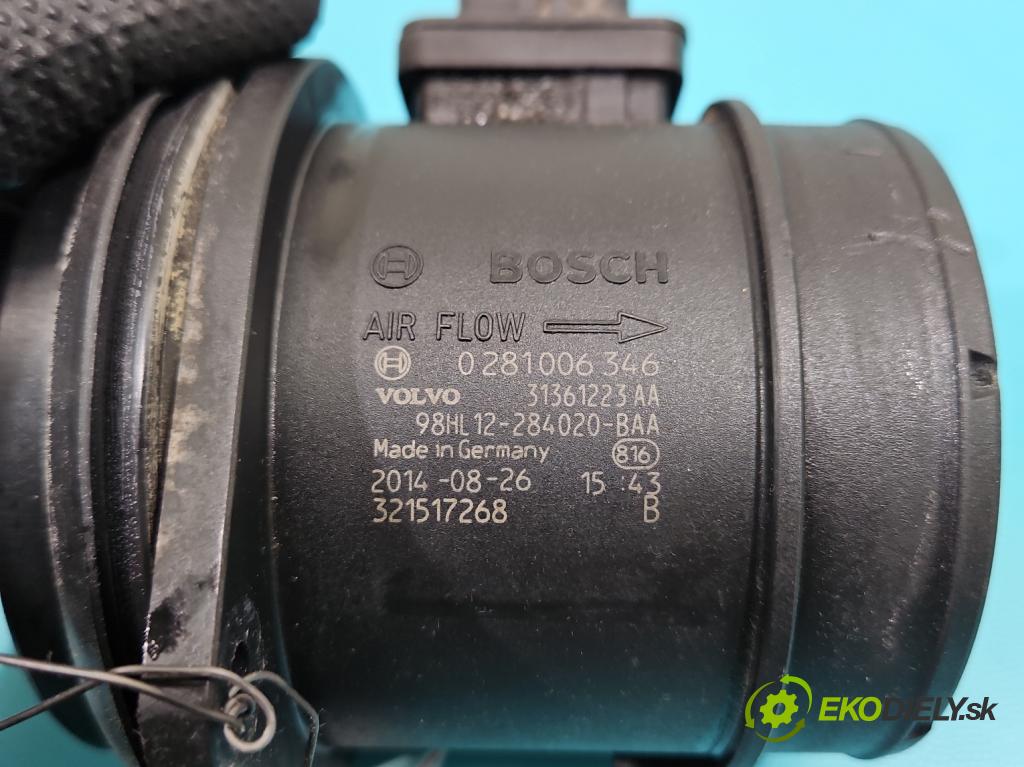 BOSCH
AIR FLOW
0 281 006 346
VOLVO 31361223 AA
98HL12-284020-BAA
Made in Germany 816
2014-08-26 15:43
321517268 B
EKODIELY.sk